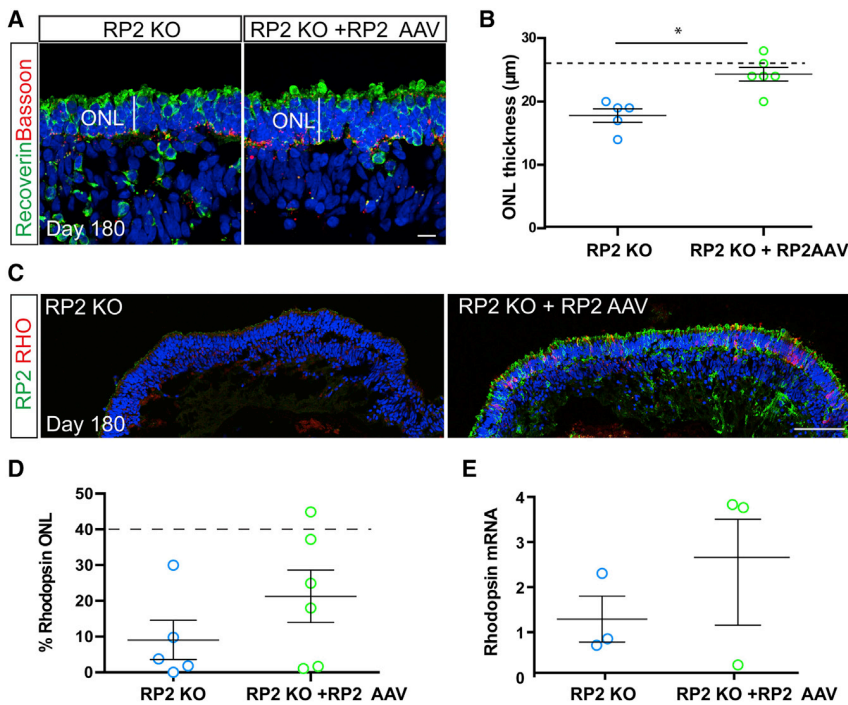 A
RP2 KO
RP2 KO +RP2 AAV
RecoverinBassoon
ONL
ONL
Day 180
B
ONL thickness (µm)
30
20
10
0
*
RP2 KO
RP2 KO + RP2AAV
C
RP2 RHO
RP2 KO
Day 180
RP2 KO + RP2 AAV
D
% Rhodopsin ONL
50
40
30
20
10
0
RP2 KO
RP2 KO +RP2 AAV
E
Rhodopsin mRNA
4
3
2
1
0
RP2 KO
RP2 KO +RP2 AAV